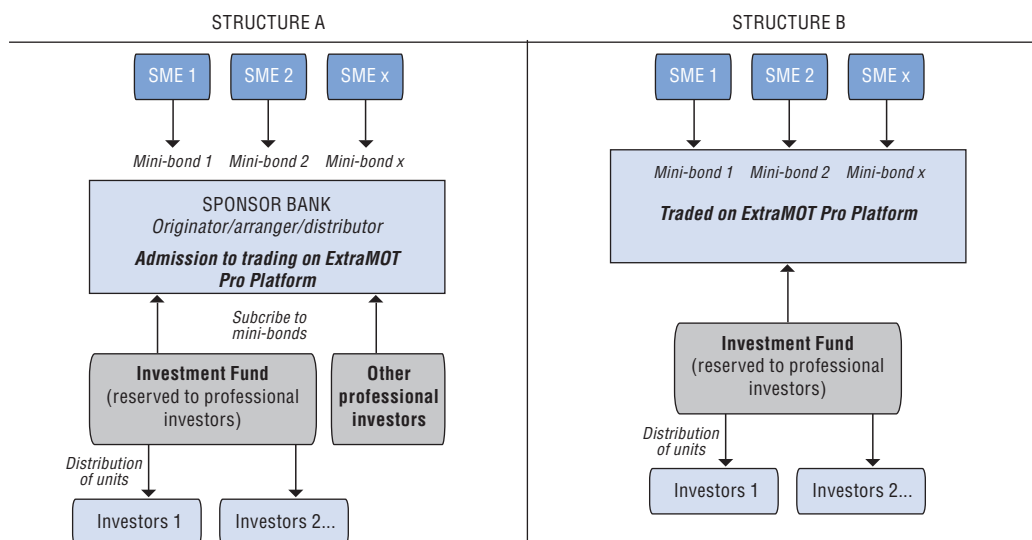 STRUCTURE A
SME 1
SME 2
SME x
Mini-bond 1
Mini-bond 2
Mini-bond x
SPONSOR BANK
Originator/arranger/distributor
Admission to trading on ExtraMOT
Pro Platform
Subcribe to
mini-bonds
Investment Fund
(reserved to professional
investors)
Other
professional
investors
Distribution
of units
Investors 1
Investors 2...
STRUCTURE B
SME 1
SME 2
SME x
Mini-bond 1
Mini-bond 2
Mini-bond x
Traded on ExtraMOT Pro Platform
Investment Fund
(reserved to professional
investors)
Distribution
of units
Investors 1
Investors 2...